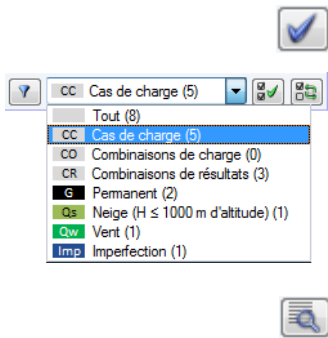 CC Cas de charge (5)
Tout (8)
CC Cas de charge (5)
CO Combinaisons de charge (0)
CR Combinaisons de résultats (3)
G Permanent (2)
Qs Neige (H ≤ 1000 m d'altitude) (1)
Qw Vent (1)
Imp Imperfection (1)